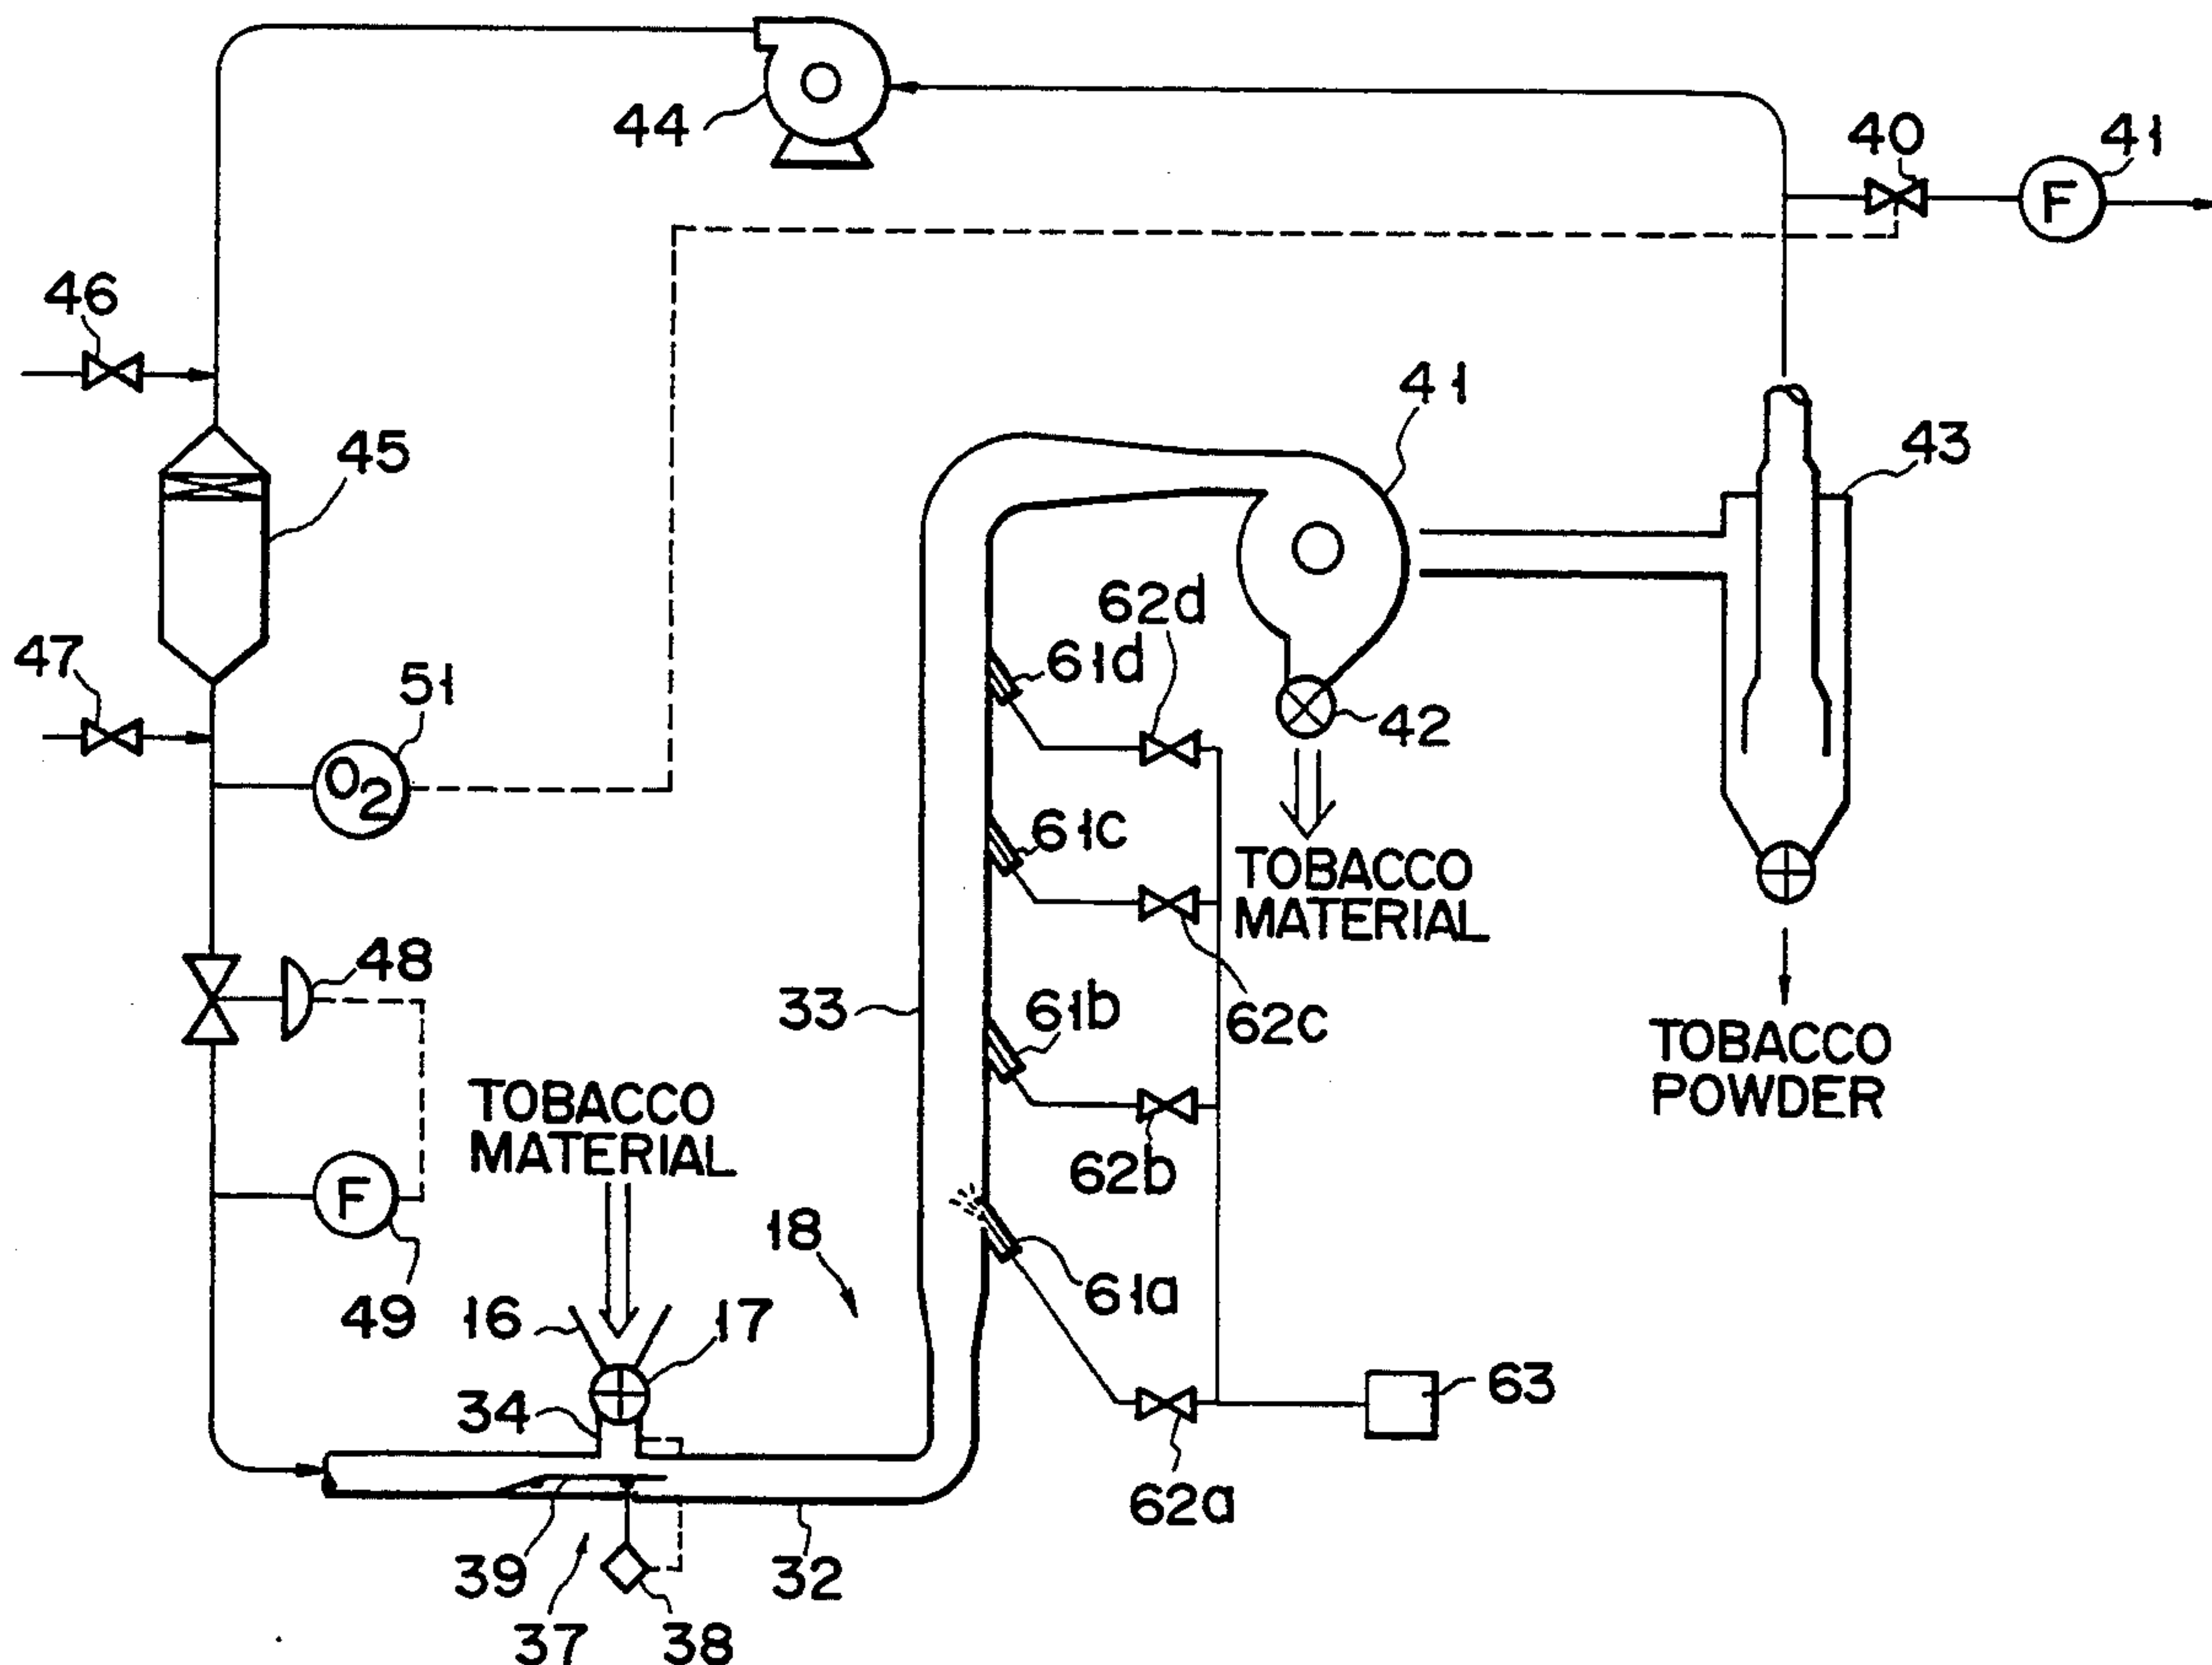 44
40
41
F
46
41
43
45
62d
61d
47
51
42
O2
61c
TOBACCO
MATERIAL
48
33
61b
62c
TOBACCO
POWDER
TOBACCO
MATERIAL
62b
F
18
61a
49
16
17
63
34
62a
39
32
37
38